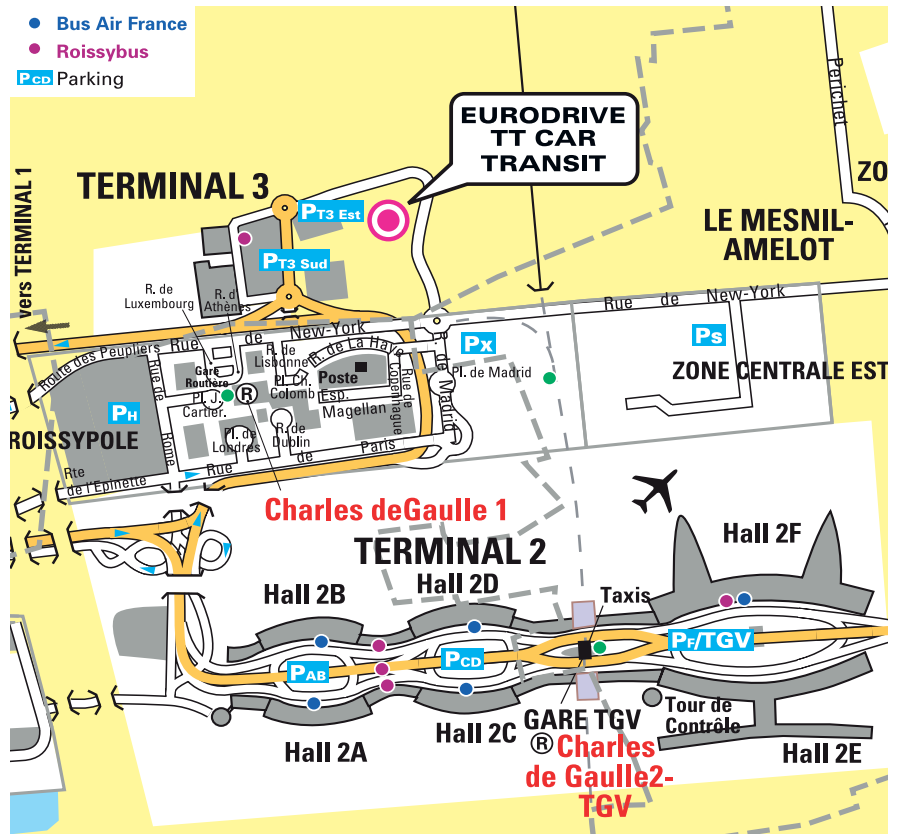 Bus Air France
Roissybus
PCD Parking
EURODRIVE
TT CAR
TRANSIT
Perichet
ZO
TERMINAL 3
vers TERMINAL 1
PT3 Est
PT3 Sud
LE MESNIL-
AMELOT
R. de
Luxembourg
R. d'
Athènes
Rue de New-York
Rue de New-York
Route des Peupliers
Px
Ps
R. de
Lisbonne
R. de La Haye
Gare
Routière
Pl. Ch.
Colomb
Poste
Rue de
Copenhague
R. de Madrid
Pl. de Madrid
ZONE CENTRALE EST
Pl. J.
Cartier.
R
Esp.
Magellan
PH
ROISSYPOLE
Rue de
Rome
Pl. de
Londres
R. de
Dublin
Rue de Paris
Rte
de l'Epinette
Charles deGaulle 1
TERMINAL 2
Hall 2F
Hall 2B
Hall 2D
Taxis
PAB
PCD
PF/TGV
Tour de
Contrôle
Hall 2A
Hall 2C
GARE TGV
Hall 2E
R Charles
de Gaulle2-
TGV